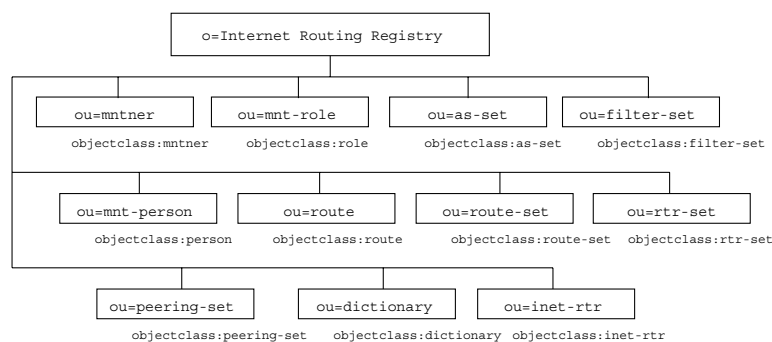 o=Internet Routing Registry
ou=mntner ou=mnt-role ou=as-set ou=filter-set
objectclass:mntner objectclass:role objectclass:as-set objectclass:filter-set
ou=mnt-person ou=route ou=route-set ou=rtr-set
objectclass:person objectclass:route objectclass:route-set objectclass:rtr-set
ou=peering-set ou=dictionary ou=inet-rtr
objectclass:peering-set objectclass:dictionary objectclass:inet-rtr